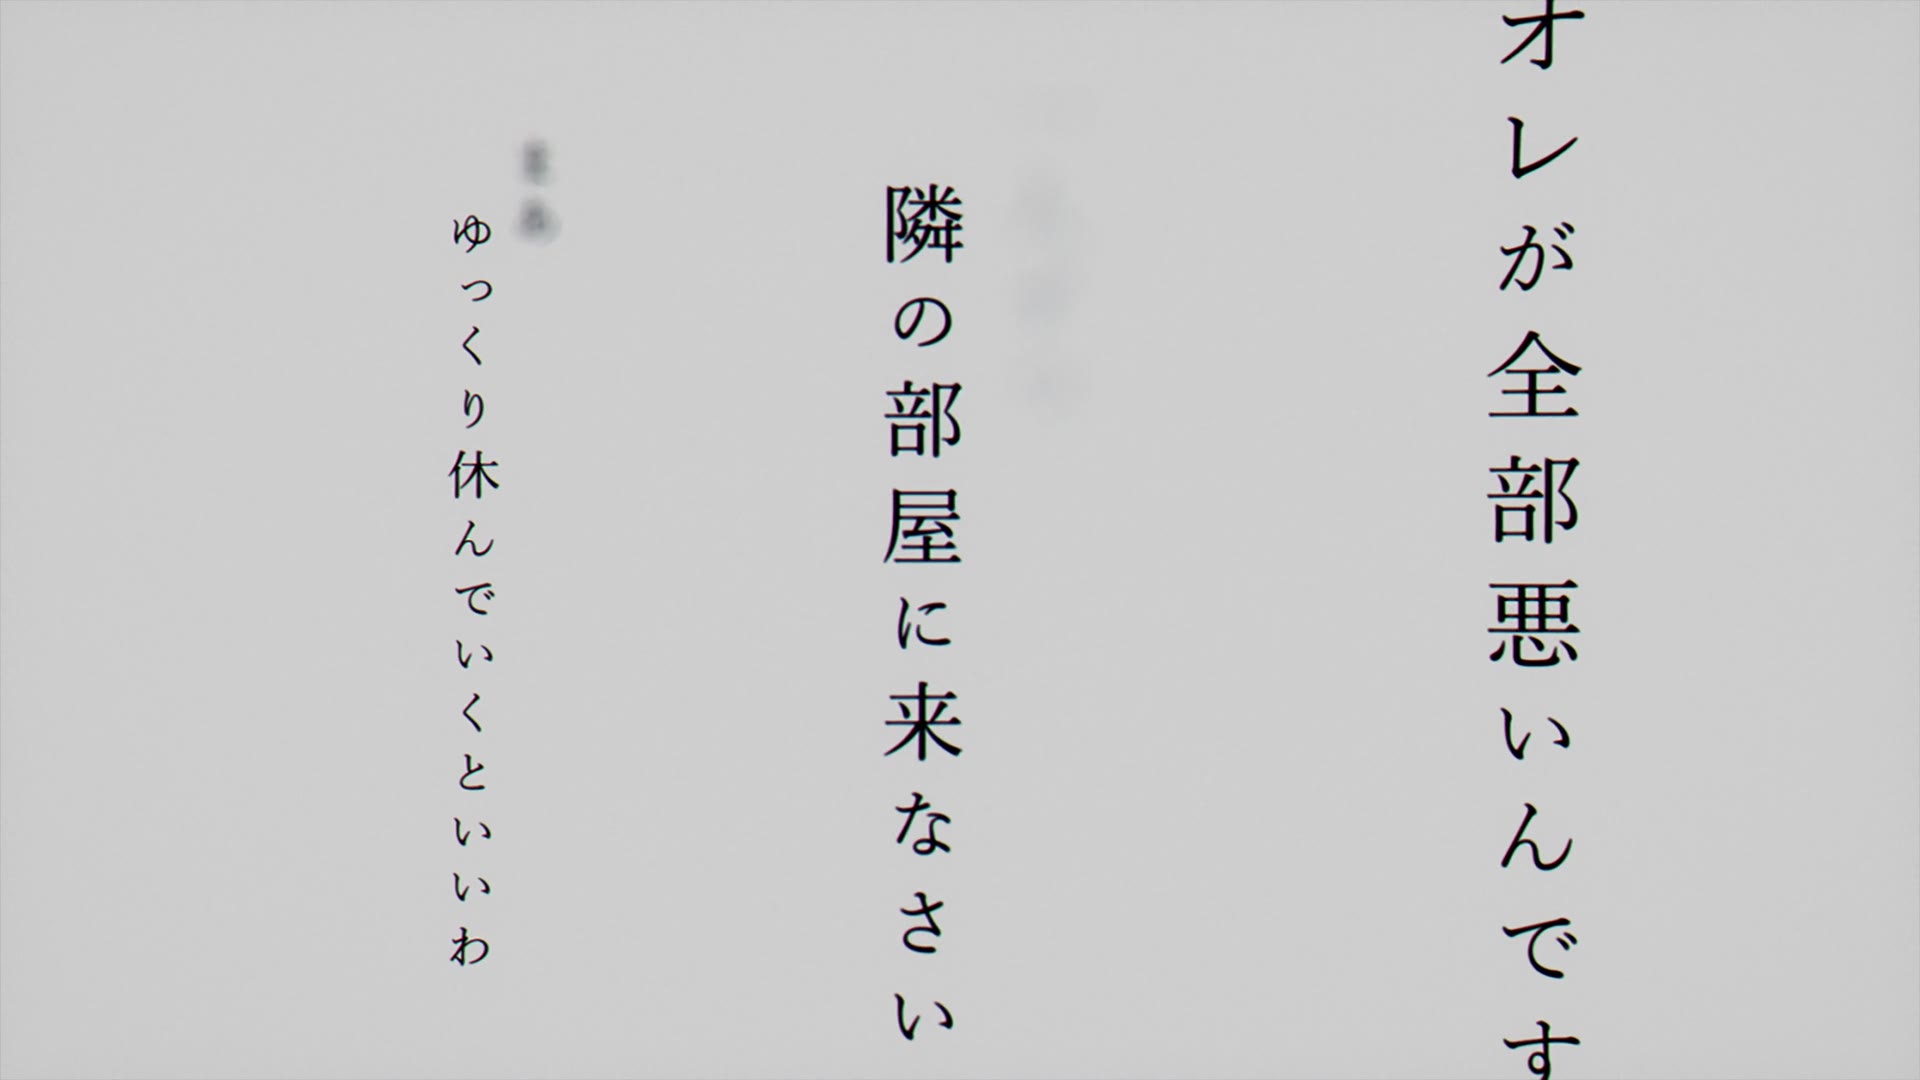 オレが全部悪いんです
隣の部屋に来なさい
ゆっくり休んでいくといいわ